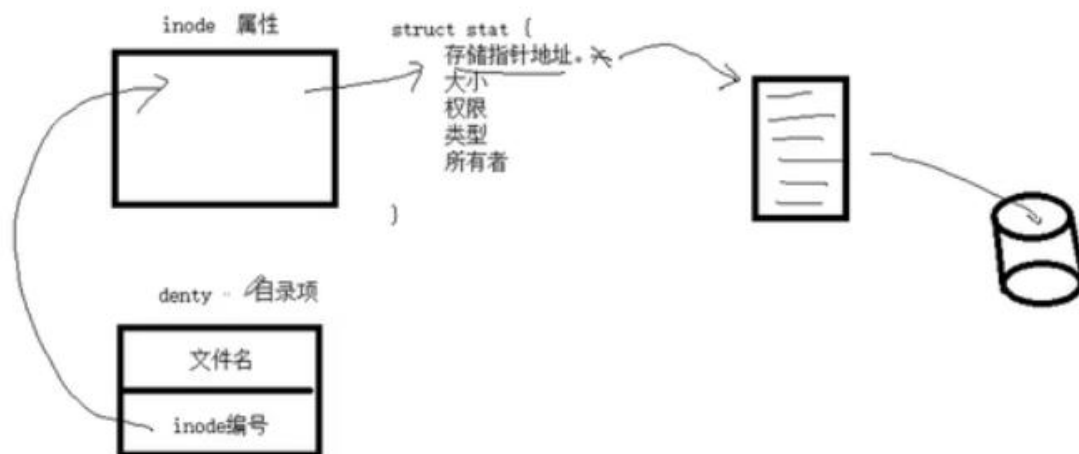 inode 属性
struct stat {
存储指针地址。
大小
权限
类型
所有者
}
denty 目录项
文件名
inode编号